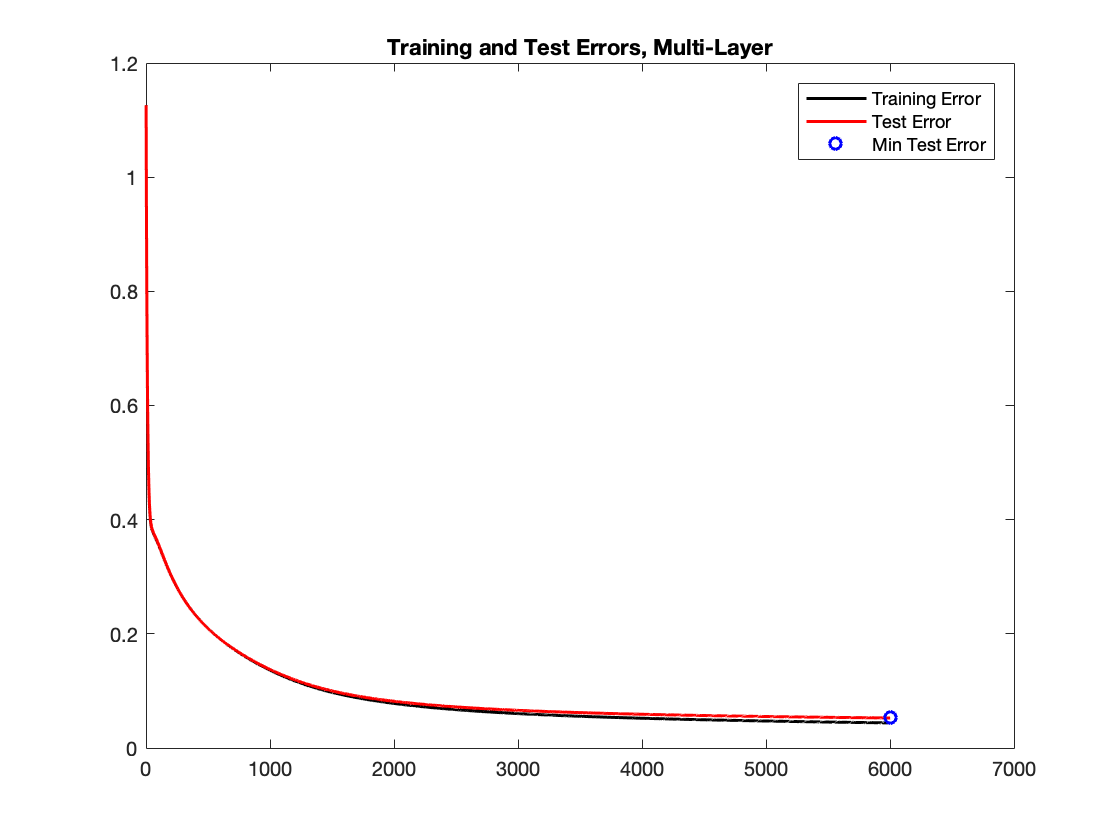 Training and Test Errors, Multi-Layer
1.2
1
0.8
0.6
0.4
0.2
0
Training Error
Test Error
Min Test Error
0 1000 2000 3000 4000 5000 6000 7000